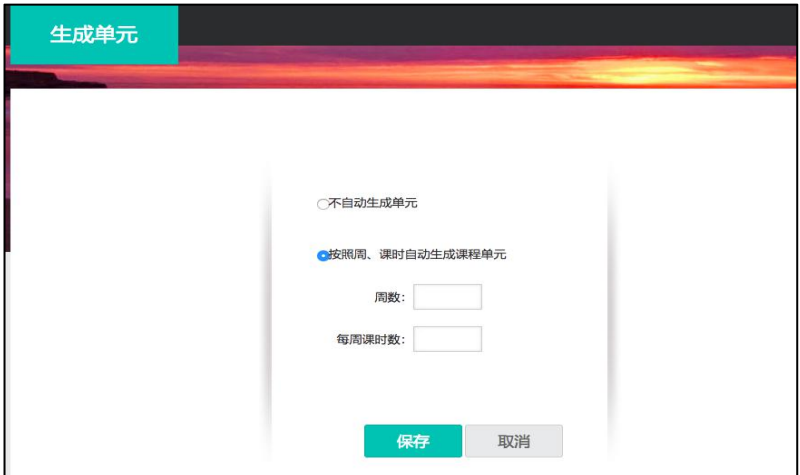 生成单元
不自动生成单元
按照周、课时自动生成课程单元
周数：
每周课时数：
保存 取消